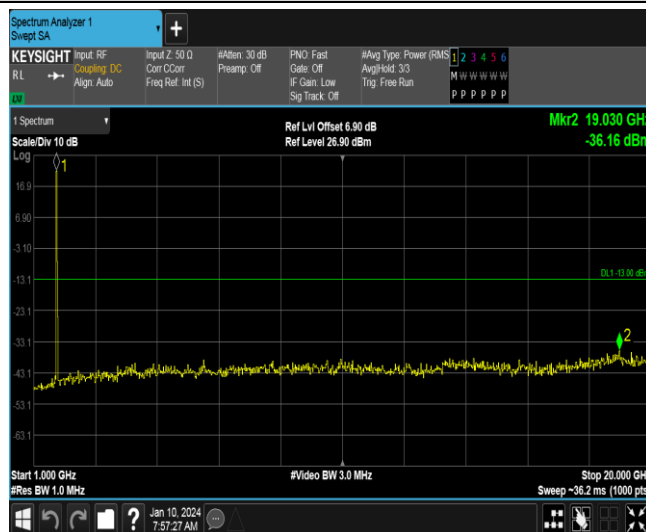 Spectrum Analyzer 1
Swept SA
+
KEYSIGHT Input: RF Input Z: 50 Ω #Atten: 30 dB PNO: Fast #Avg Type: Power (RMS 1 2 3 4 5 6
RL Coupling: DC Corr CCorr Preamp: Off Gate: Off Avg|Hold: 3/3 M W W W W W
Align: Auto Freq Ref: Int (S) IF Gain: Low Trig: Free Run
Sig Track: Off P P P P P P
LXI
1 Spectrum Ref Lvl Offset 6.90 dB Mkr2 19.030 GHz
Scale/Div 10 dB Ref Level 26.90 dBm -36.16 dBm
Log
1
16.9
6.90
-3.10
DL1 -13.00 dBm
-13.1
-23.1
2
-33.1
-43.1
-53.1
-63.1
Start 1.000 GHz #Video BW 3.0 MHz Stop 20.000 GHz
#Res BW 1.0 MHz Sweep ~36.2 ms (1000 pts
? Jan 10, 2024
7:57:27 AM